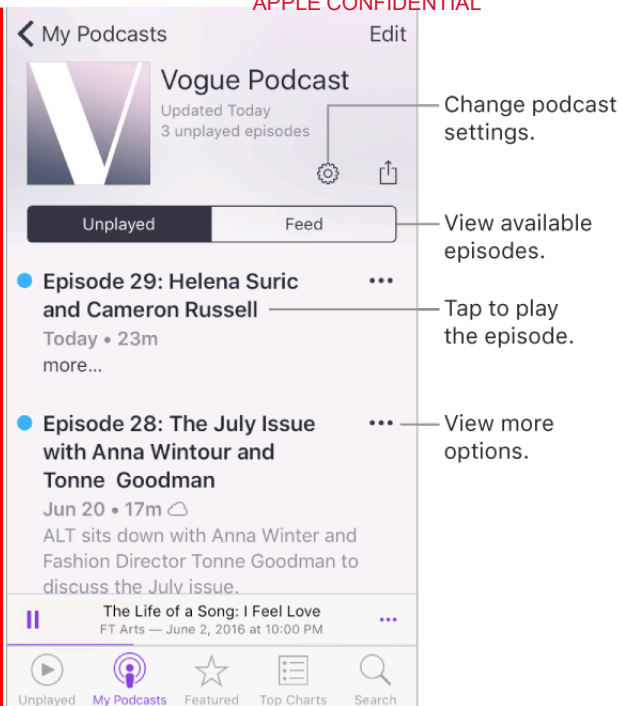 APPLE CONFIDENTIAL
My Podcasts
Edit
Vogue Podcast
Updated Today
3 unplayed episodes
Change podcast
settings.
Unplayed
Feed
View available
episodes.
Episode 29: Helena Suric
and Cameron Russell
Tap to play
the episode.
Today • 23m
more...
Episode 28: The July Issue
with Anna Wintour and
Tonne Goodman
View more
options.
Jun 20 • 17m
ALT sits down with Anna Winter and
Fashion Director Tonne Goodman to
discuss the July issue.
The Life of a Song: I Feel Love
FT Arts — June 2, 2016 at 10:00 PM
Unplayed
My Podcasts
Featured
Top Charts
Search